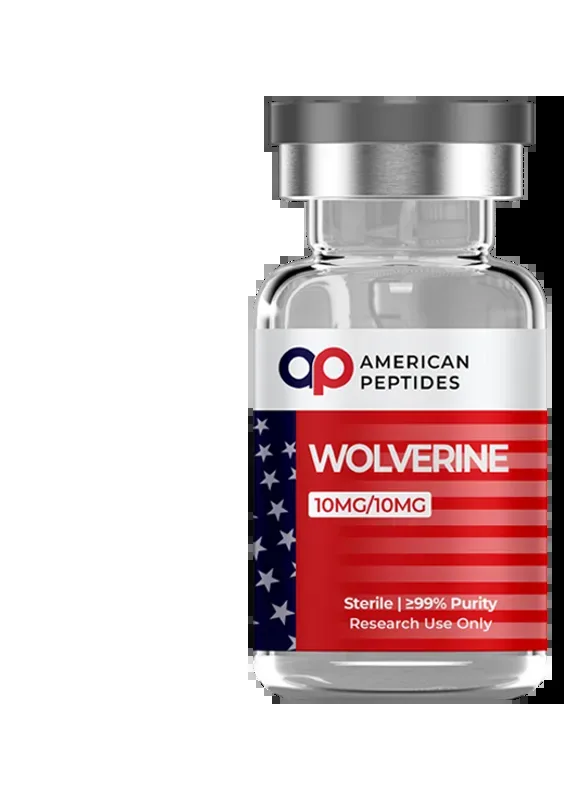 ap
AMERICAN
PEPTIDES
WOLVERINE
10MG/10MG
Sterile | ≥99% Purity
Research Use Only